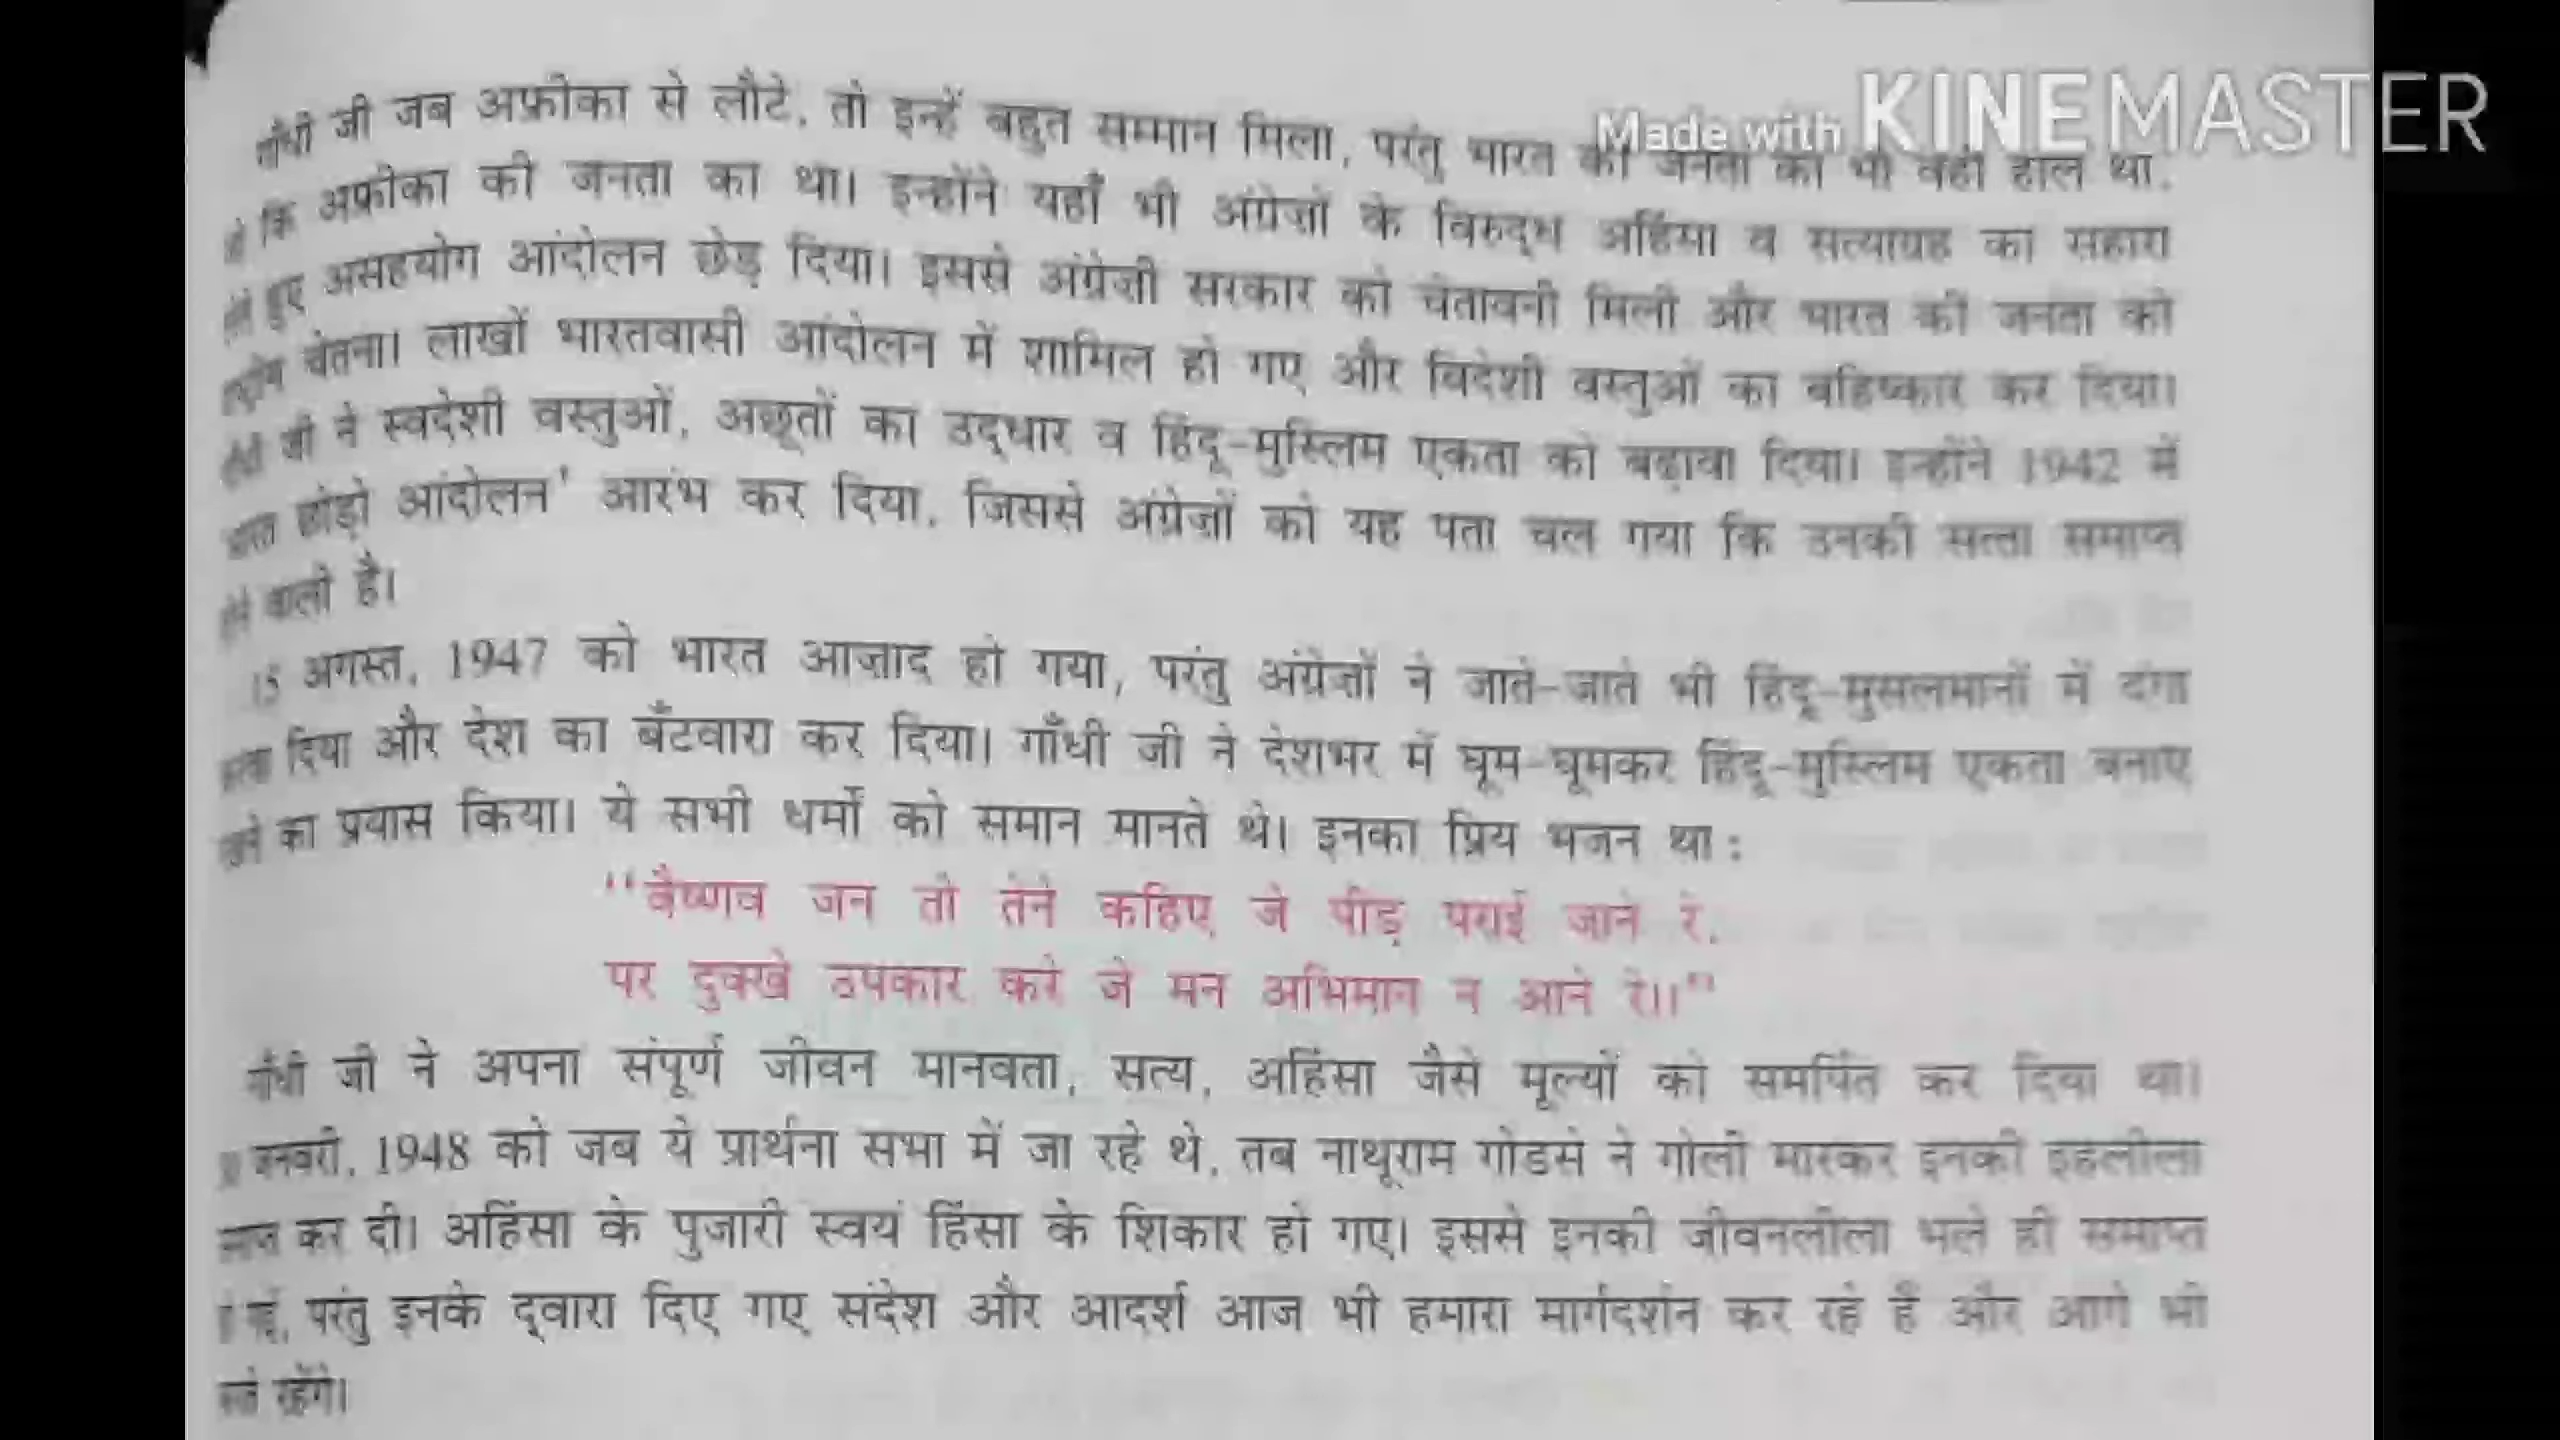 Made with KINEMASTER
गाँधी जी जब अफ्रीका से लौटे, तो इन्हें बहुत सम्मान मिला, परंतु भारत की जनता का भी वही हाल था,
जो कि अफ्रीका की जनता का था। इन्होंने यहाँ भी अंग्रेज़ों के विरुद्ध अहिंसा व सत्याग्रह का सहारा
लेते हुए असहयोग आंदोलन छेड़ दिया। इससे अंग्रेज़ी सरकार को चेतावनी मिली और भारत की जनता को
राष्ट्रीय चेतना। लाखों भारतवासी आंदोलन में शामिल हो गए और विदेशी वस्तुओं का बहिष्कार कर दिया।
गाँधी जी ने स्वदेशी वस्तुओं, अछूतों का उद्धार व हिंदू-मुस्लिम एकता को बढ़ावा दिया। इन्होंने 1942 में
भारत छोड़ो आंदोलन' आरंभ कर दिया, जिससे अंग्रेज़ों को यह पता चल गया कि उनकी सत्ता समाप्त
होने वाली है।
15 अगस्त, 1947 को भारत आज़ाद हो गया, परंतु अंग्रेज़ों ने जाते-जाते भी हिंदू-मुसलमानों में दंगा
दिया और देश का बँटवारा कर दिया। गाँधी जी ने देशभर में घूम-घूमकर हिंदू-मुस्लिम एकता बनाए
रखने का प्रयास किया। ये सभी धर्मों को समान मानते थे। इनका प्रिय भजन था :
"वैष्णव जन तो तेने कहिए जे पीड़ पराई जाने रे,
पर दुक्खे उपकार करे जे मन अभिमान न आने रे।।"
गाँधी जी ने अपना संपूर्ण जीवन मानवता, सत्य, अहिंसा जैसे मूल्यों को समर्पित कर दिया था।
जनवरी, 1948 को जब ये प्रार्थना सभा में जा रहे थे, तब नाथूराम गोडसे ने गोली मारकर इनकी इहलीला
समाप्त कर दी। अहिंसा के पुजारी स्वयं हिंसा के शिकार हो गए। इससे इनकी जीवनलीला भले ही समाप्त
हो गई, परंतु इनके द्वारा दिए गए संदेश और आदर्श आज भी हमारा मार्गदर्शन कर रहे हैं और आगे भी
करते रहेंगे।